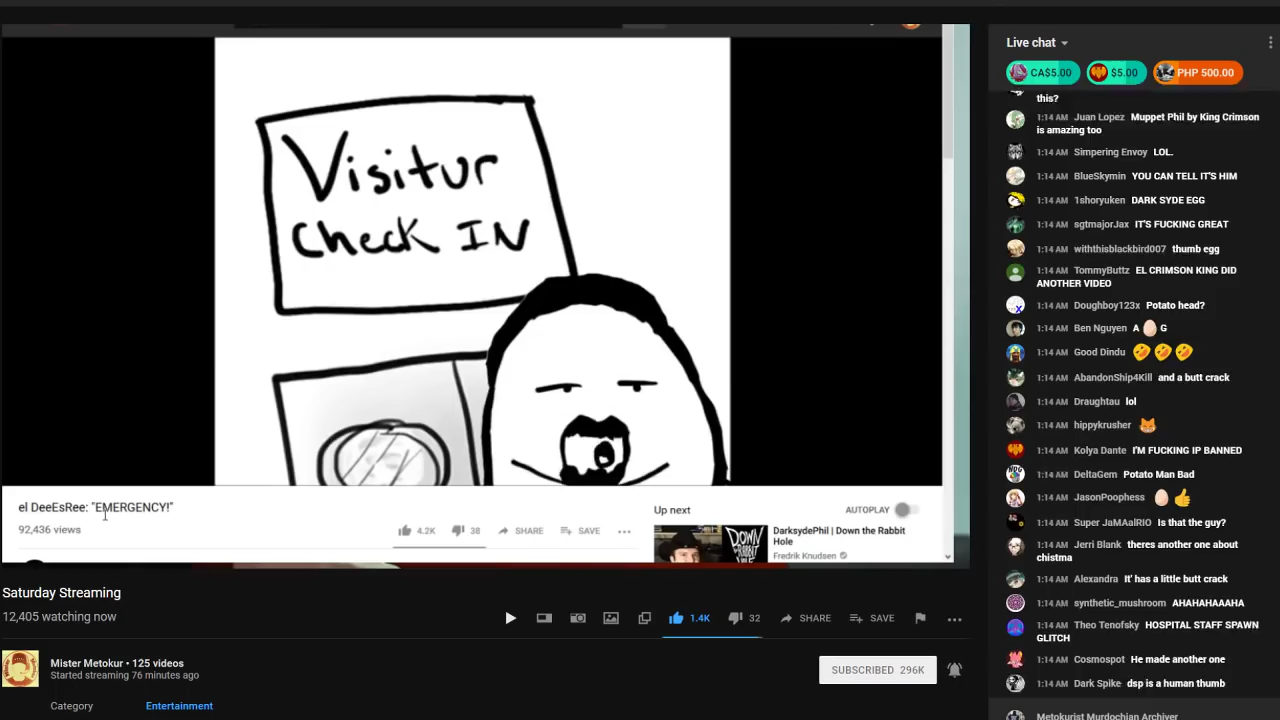 Visitur
Check IN
el DeeEsRee: "EMERGENCY!"
92,436 views
4.2K
38
SHARE
SAVE
Up next
AUTOPLAY
DarksydePhil | Down the Rabbit
Hole
Fredrik Knudsen
DOWN
Saturday Streaming
12,405 watching now
1.4K
32
SHARE
SAVE
Mister Metokur • 125 videos
Started streaming 76 minutes ago
SUBSCRIBED 296K
Category
Entertainment
Live chat
CA$5.00
$5.00
PHP 500.00
this?
1:14 AM Juan Lopez Muppet Phil by King Crimson
is amazing too
1:14 AM Simpering Envoy LOL.
1:14 AM BlueSkymin YOU CAN TELL IT'S HIM
1:14 AM 1shoryuken DARK SYDE EGG
1:14 AM sgtmajorJax IT'S FUCKING GREAT
1:14 AM withthisblackbird007 thumb egg
1:14 AM TommyButtz EL CRIMSON KING DID
ANOTHER VIDEO
1:14 AM Doughboy123x Potato head?
1:14 AM Ben Nguyen A 🥚 G
1:14 AM Good Dindu 🤣🤣🤣
1:14 AM AbandonShip4Kill and a butt crack
1:14 AM Draughtau lol
1:14 AM hippykrusher 🦊
1:14 AM Kolya Dante I'M FUCKING IP BANNED
1:14 AM DeltaGem Potato Man Bad
1:14 AM JasonPoophess 🥚👍
1:14 AM Super JaMAalRIO Is that the guy?
1:14 AM Jerri Blank theres another one about
chistma
1:14 AM Alexandra It' has a little butt crack
1:14 AM synthetic_mushroom AHAHAHAAAHA
1:14 AM Theo Tenofsky HOSPITAL STAFF SPAWN
GLITCH
1:14 AM Cosmospot He made another one
1:14 AM Dark Spike dsp is a human thumb
Metokurist Murdochian Archiver